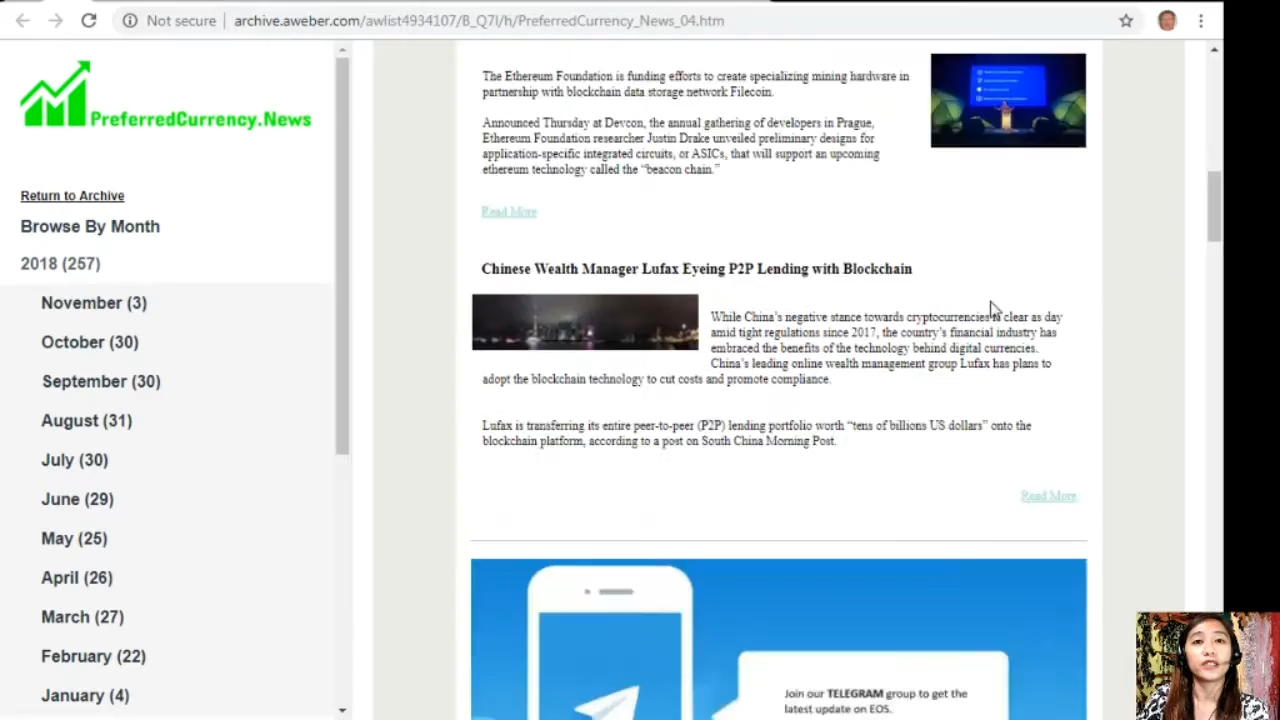 Not secure
archive.aweber.com/awlist4934107/B_Q7l/h/PreferredCurrency_News_04.htm
PreferredCurrency.News
Return to Archive
Browse By Month
2018 (257)
November (3)
October (30)
September (30)
August (31)
July (30)
June (29)
May (25)
April (26)
March (27)
February (22)
January (4)
The Ethereum Foundation is funding efforts to create specializing mining hardware in
partnership with blockchain data storage network Filecoin.
Announced Thursday at Devcon, the annual gathering of developers in Prague,
Ethereum Foundation researcher Justin Drake unveiled preliminary designs for
application-specific integrated circuits, or ASICs, that will support an upcoming
ethereum technology called the “beacon chain.”
Read More
Chinese Wealth Manager Lufax Eyeing P2P Lending with Blockchain
While China’s negative stance towards cryptocurrencies is clear as day
amid tight regulations since 2017, the country’s financial industry has
embraced the benefits of the technology behind digital currencies.
China’s leading online wealth management group Lufax has plans to
adopt the blockchain technology to cut costs and promote compliance.
Lufax is transferring its entire peer-to-peer (P2P) lending portfolio worth “tens of billions US dollars” onto the
blockchain platform, according to a post on South China Morning Post.
Read More
Join our TELEGRAM group to get the
latest update on EOS.